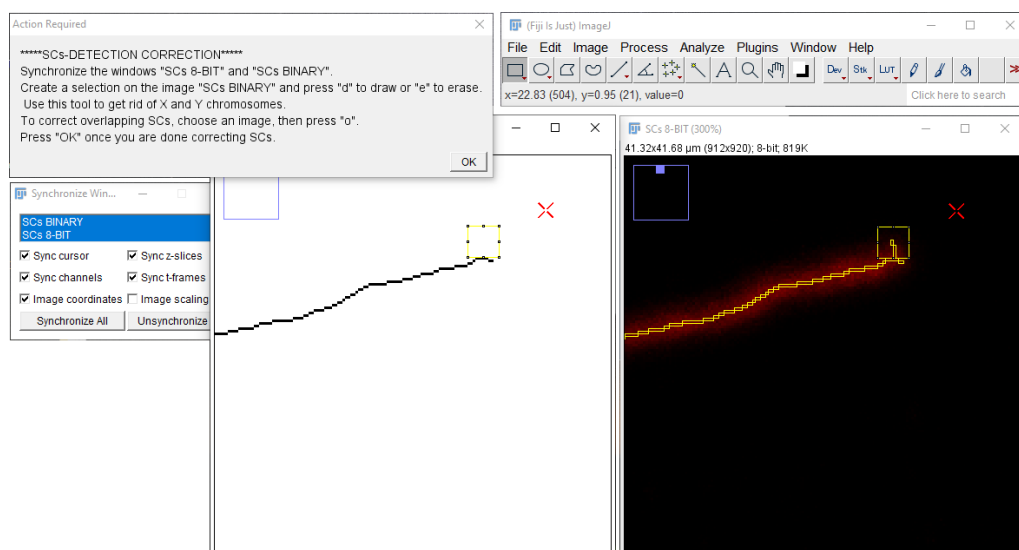 Action Required
*****SCs-DETECTION CORRECTION*****
Synchronize the windows "SCs 8-BIT" and "SCs BINARY".
Create a selection on the image "SCs BINARY" and press "d" to draw or "e" to erase.
Use this tool to get rid of X and Y chromosomes.
To correct overlapping SCs, choose an image, then press "o".
Press "OK" once you are done correcting SCs.
OK
(Fiji Is Just) ImageJ
File Edit Image Process Analyze Plugins Window Help
Dev Stk LUT
x=22.83 (504), y=0.95 (21), value=0
Click here to search
Synchronize Win...
SCs BINARY
SCs 8-BIT
Sync cursor Sync z-slices
Sync channels Sync t-frames
Image coordinates Image scaling
Synchronize All Unsynchronize
SCs 8-BIT (300%)
41.32x41.68 µm (912x920); 8-bit; 819K